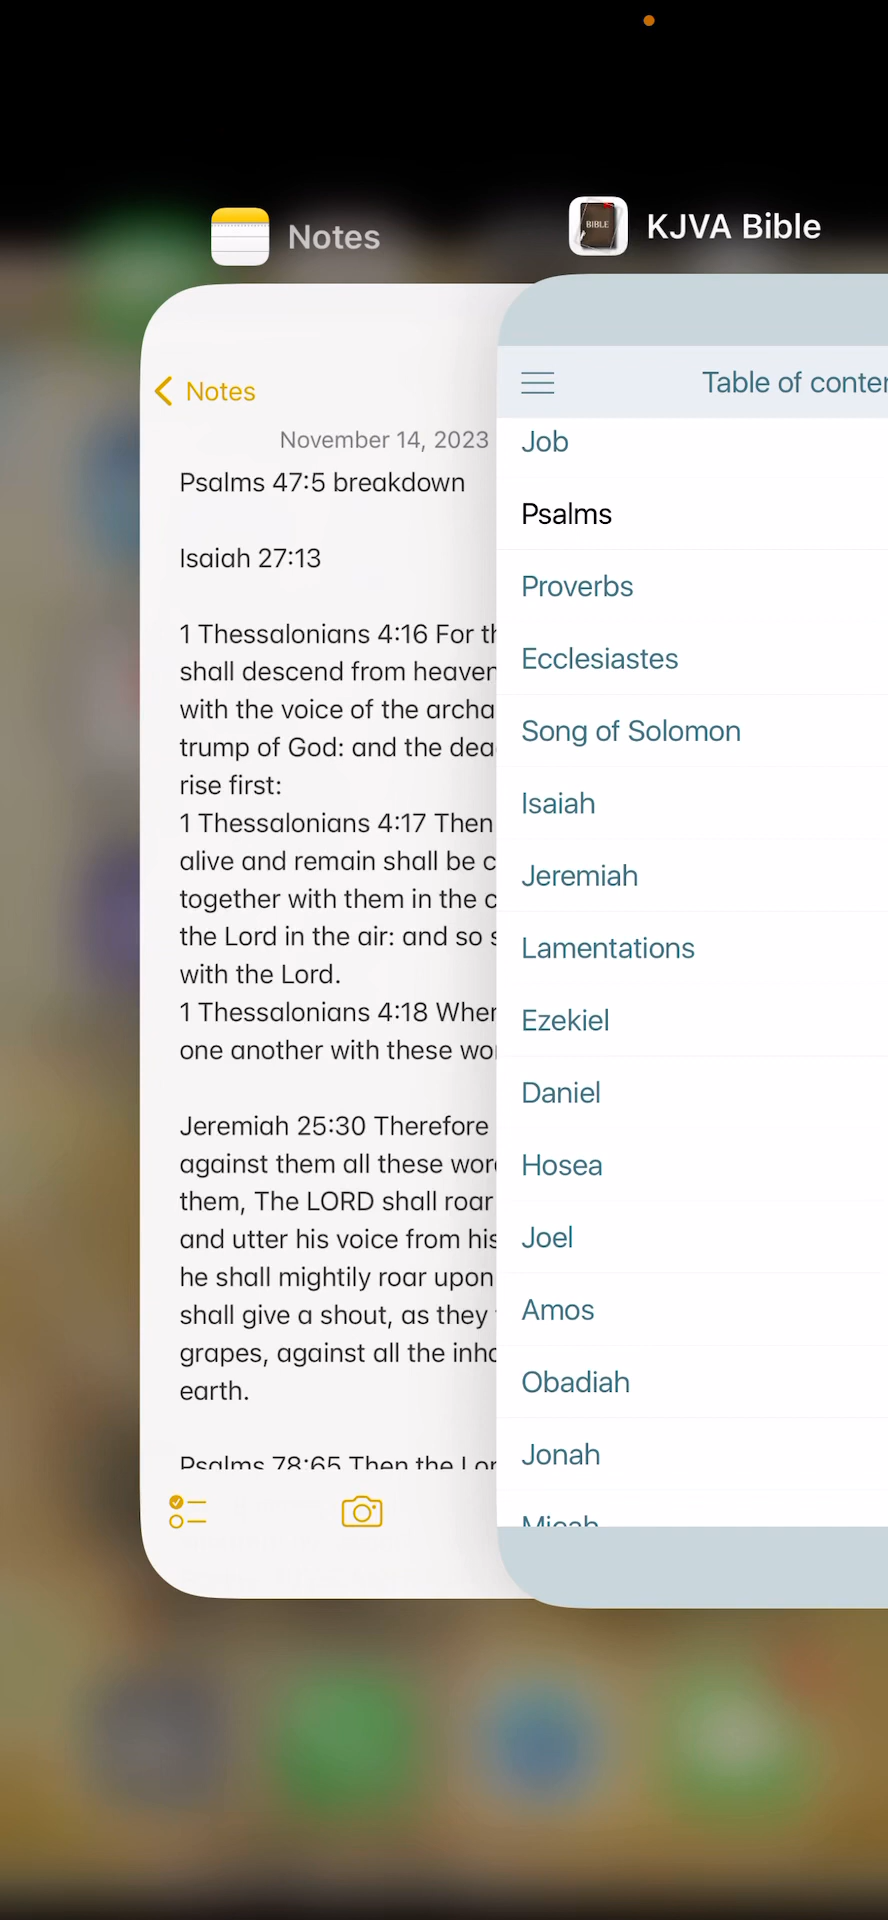 Notes
KJVA Bible
BIBLE
Notes
November 14, 2023
Psalms 47:5 breakdown
Isaiah 27:13
1 Thessalonians 4:16 For th
shall descend from heaven
with the voice of the archa
trump of God: and the dea
rise first:
1 Thessalonians 4:17 Then
alive and remain shall be c
together with them in the c
the Lord in the air: and so s
with the Lord.
1 Thessalonians 4:18 Wher
one another with these wo
Jeremiah 25:30 Therefore
against them all these wor
them, The LORD shall roar
and utter his voice from his
he shall mightily roar upon
shall give a shout, as they
grapes, against all the inha
earth.
Psalms 78:65 Then the Lor
Table of conten
Job
Psalms
Proverbs
Ecclesiastes
Song of Solomon
Isaiah
Jeremiah
Lamentations
Ezekiel
Daniel
Hosea
Joel
Amos
Obadiah
Jonah
Micah